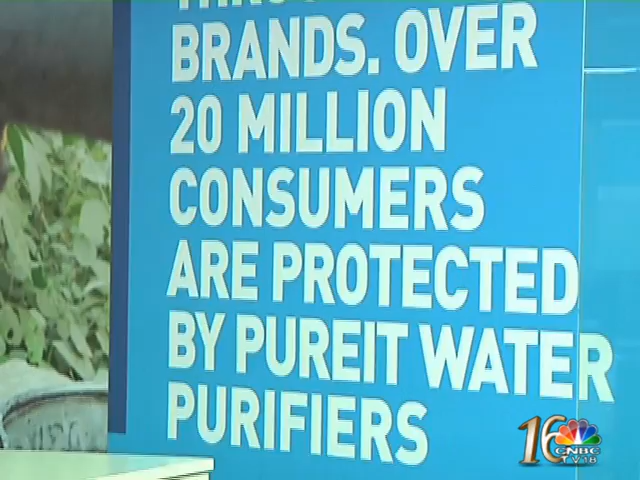 BRANDS. OVER
20 MILLION
CONSUMERS
ARE PROTECTED
BY PUREIT WATER
PURIFIERS
16
CNBC
TV18